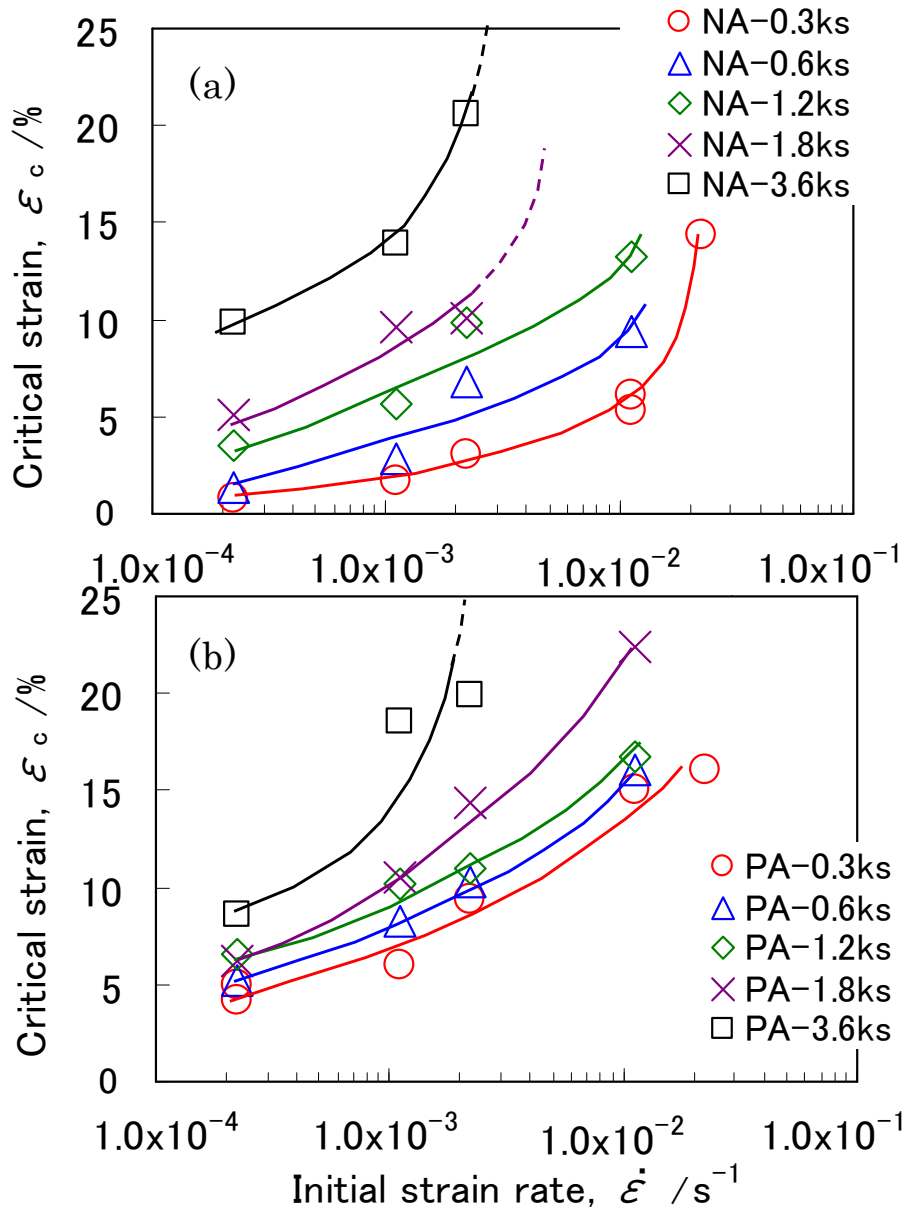 25
20
15
10
5
0
Critical strain, ε c /%
(a)
NA-0.3ks
NA-0.6ks
NA-1.2ks
NA-1.8ks
NA-3.6ks
1.0x10⁻⁴ 1.0x10⁻³ 1.0x10⁻² 1.0x10⁻¹
25
20
15
10
5
0
Critical strain, ε c /%
(b)
PA-0.3ks
PA-0.6ks
PA-1.2ks
PA-1.8ks
PA-3.6ks
1.0x10⁻⁴ 1.0x10⁻³ 1.0x10⁻² 1.0x10⁻¹
Initial strain rate, ε̇ /s⁻¹